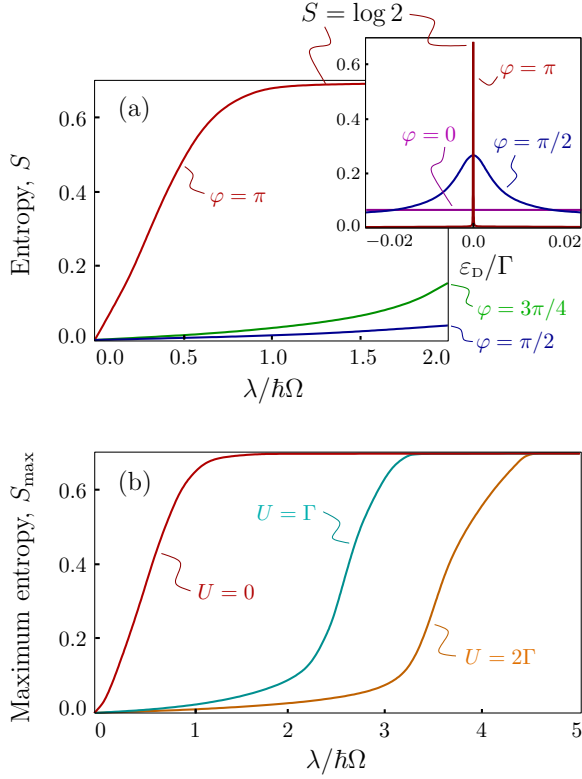 S = log 2
(a)
Entropy, S
0.6
0.4
0.2
0.0
0.0 0.5 1.0 1.5 2.0
λ/ħΩ
φ = π
φ = 3π/4
φ = π/2
0.6
0.4
0.2
0.0
−0.02 0.0 0.02
ε_D/Γ
φ = π
φ = 0
φ = π/2
(b)
Maximum entropy, S_max
0.6
0.4
0.2
0.0
0 1 2 3 4 5
λ/ħΩ
U = 0
U = Γ
U = 2Γ